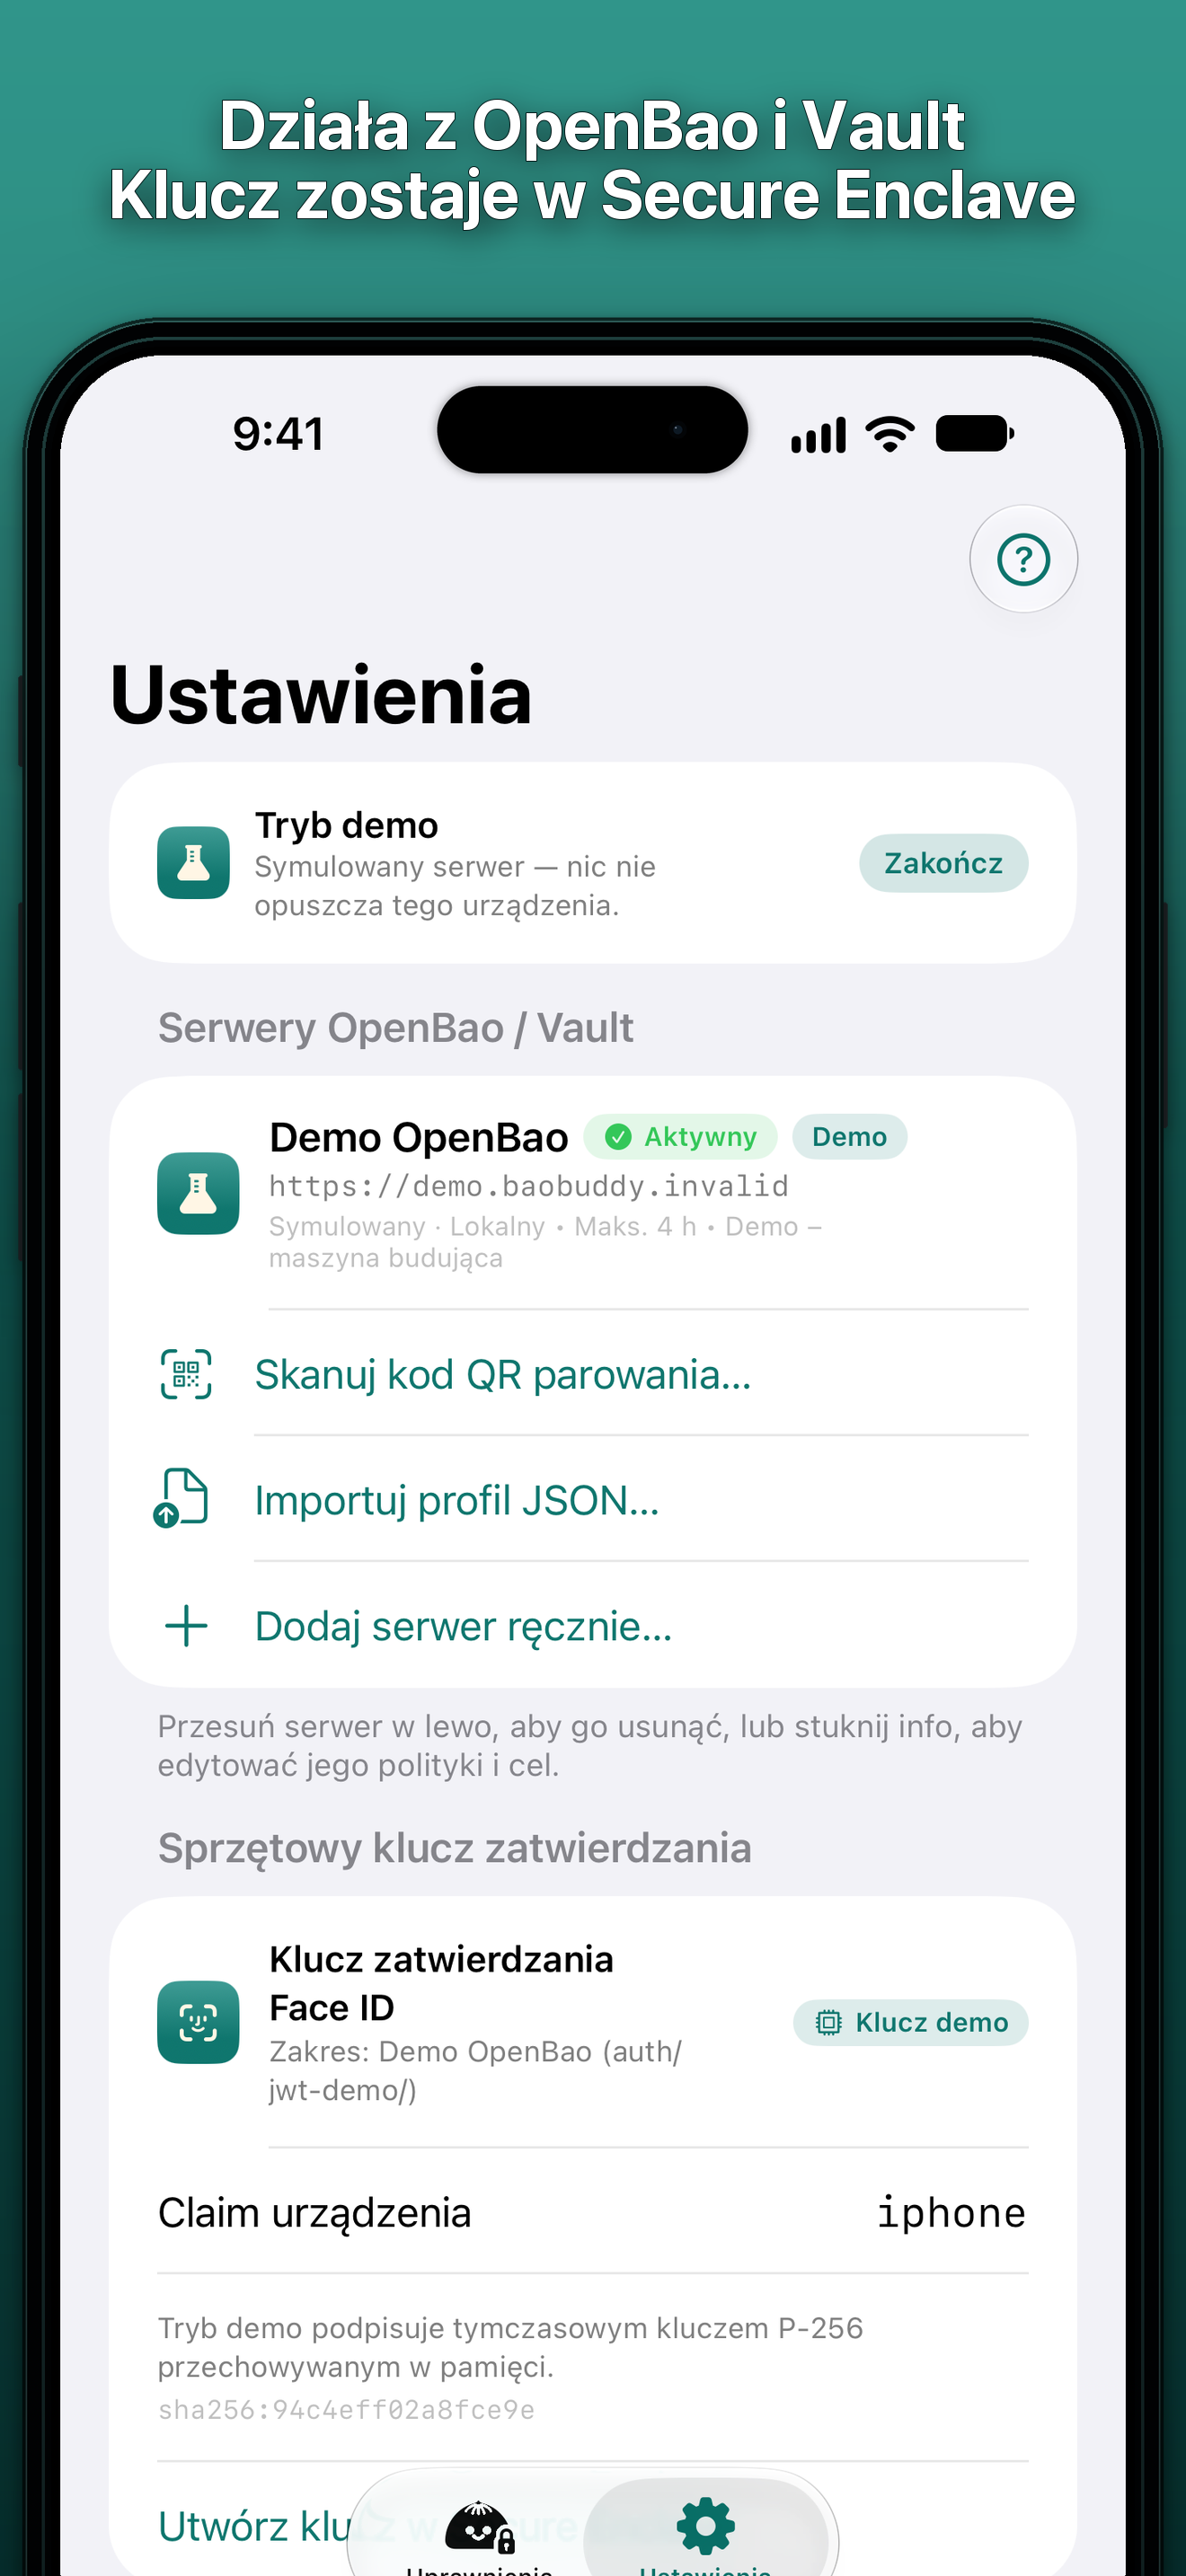 Działa z OpenBao i Vault
Klucz zostaje w Secure Enclave
9:41
Ustawienia
Tryb demo
Symulowany serwer — nic nie
opuszcza tego urządzenia.
Zakończ
Serwery OpenBao / Vault
Demo OpenBao
Aktywny
Demo
https://demo.baobuddy.invalid
Symulowany · Lokalny • Maks. 4 h • Demo –
maszyna budująca
Skanuj kod QR parowania...
Importuj profil JSON...
Dodaj serwer ręcznie...
Przesuń serwer w lewo, aby go usunąć, lub stuknij info, aby
edytować jego polityki i cel.
Sprzętowy klucz zatwierdzania
Klucz zatwierdzania
Face ID
Zakres: Demo OpenBao (auth/
jwt-demo/)
Klucz demo
Claim urządzenia
iphone
Tryb demo podpisuje tymczasowym kluczem P-256
przechowywanym w pamięci.
sha256:94c4eff02a8fce9e
Utwórz klucz w
Uprawnienia
Ustawienia